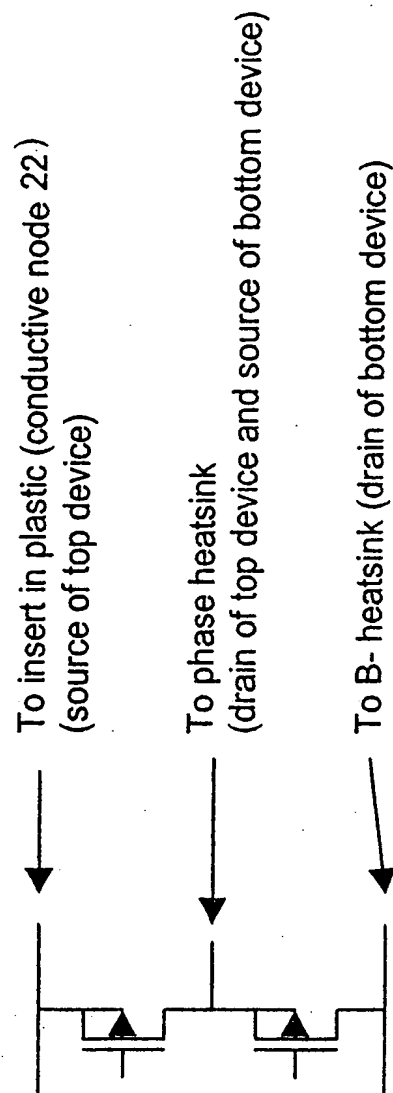 To insert in plastic (conductive node 22)
(source of top device)
To phase heatsink
(drain of top device and source of bottom device)
To B- heatsink (drain of bottom device)